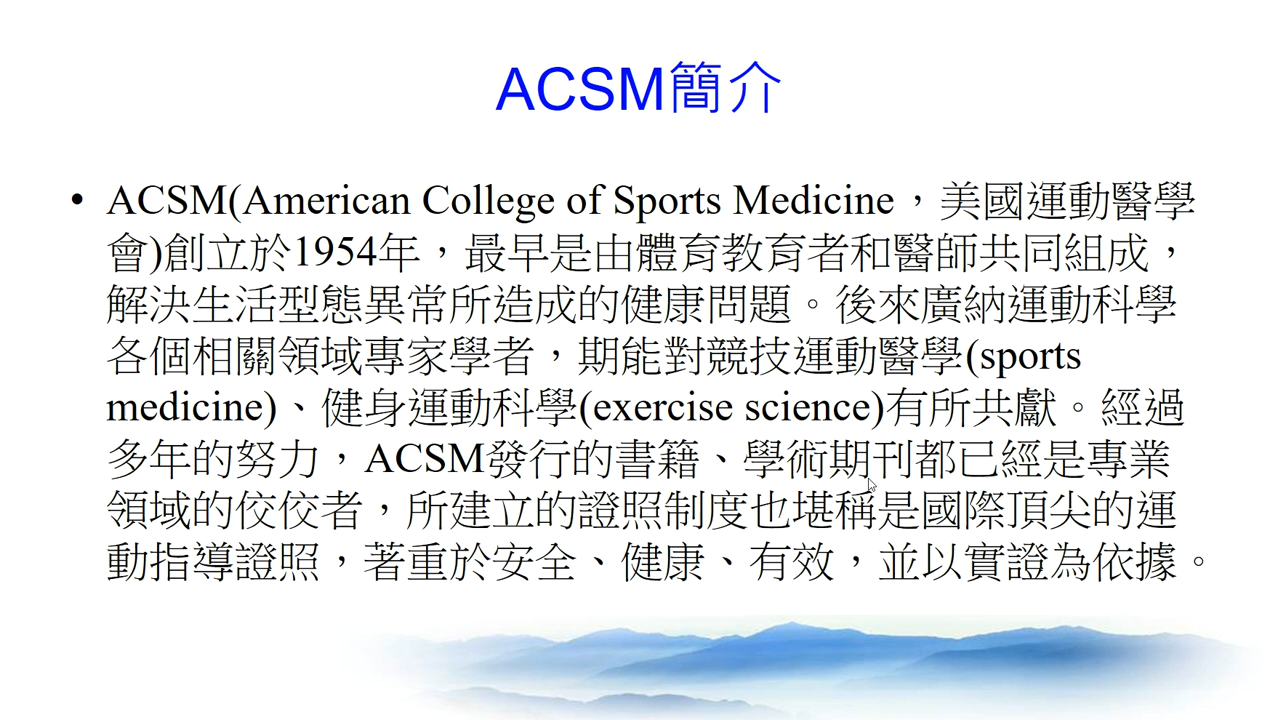 ACSM簡介
• ACSM(American College of Sports Medicine，美國運動醫學
會)創立於1954年，最早是由體育教育者和醫師共同組成，
解決生活型態異常所造成的健康問題。後來廣納運動科學
各個相關領域專家學者，期能對競技運動醫學(sports
medicine)、健身運動科學(exercise science)有所共獻。經過
多年的努力，ACSM發行的書籍、學術期刊都已經是專業
領域的佼佼者，所建立的證照制度也堪稱是國際頂尖的運
動指導證照，著重於安全、健康、有效，並以實證為依據。